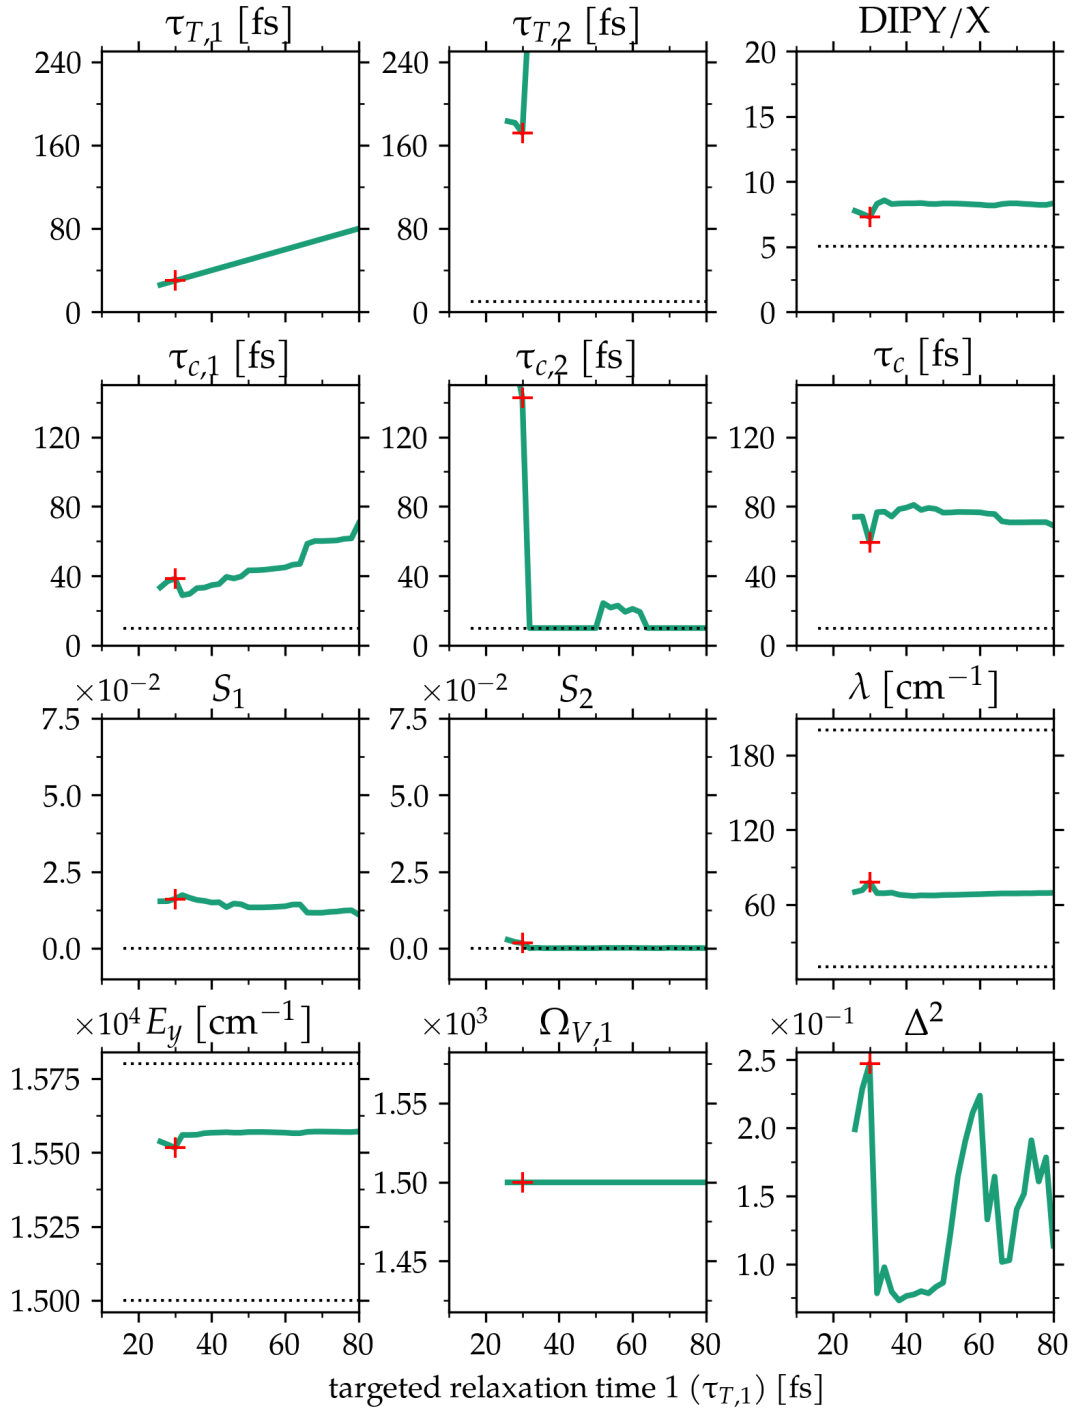 τT,1 [fs] τT,2 [fs] DIPY/X
240 240 20
160 160 15
80 80 10
0 0 5
0
τc,1 [fs] τc,2 [fs] τc [fs]
120 120 120
80 80 80
40 40 40
0 0 0
×10−2 S1 ×10−2 S2 λ [cm−1]
7.5 7.5 180
5.0 5.0 120
2.5 2.5 60
0.0 0.0
×10^4 Ey [cm−1] ×10^3 ΩV,1 ×10−1 Δ2
1.575 1.55 2.5
1.550 1.50 2.0
1.525 1.45 1.5
1.500 1.0
20 40 60 80 20 40 60 80 20 40 60 80
targeted relaxation time 1 (τT,1) [fs]